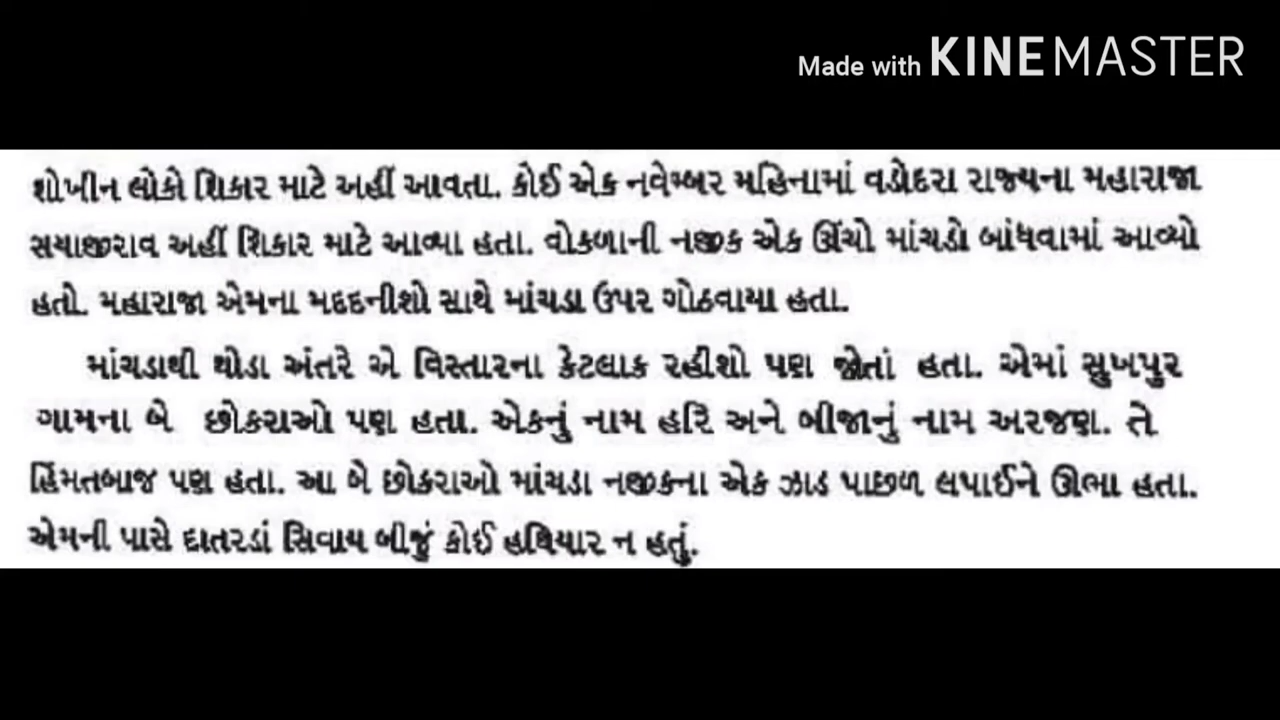 Made with KINEMASTER
શોખીન લોકો શિકાર માટે અહીં આવતા. કોઈ એક નવેમ્બર મહિનામાં વડોદરા રાજ્યના મહારાજા
સયાજીરાવ અહીં શિકાર માટે આવ્યા હતા. વોકળાની નજીક એક ઊંચો માંચડો બાંધવામાં આવ્યો
હતો. મહારાજા એમના મદદનીશો સાથે માંચડા ઉપર ગોઠવાયા હતા.
માંચડાથી થોડા અંતરે એ વિસ્તારના કેટલાક રહીશો પણ જોતાં હતા. એમાં સુખપુર
ગામના બે છોકરાઓ પણ હતા. એકનું નામ હરિ અને બીજાનું નામ અરજણ. તે
હિંમતબાજ પણ હતા. આ બે છોકરાઓ માંચડા નજીકના એક ઝાડ પાછળ લપાઈને ઊભા હતા.
એમની પાસે દાતરડાં સિવાય બીજું કોઈ હથિયાર ન હતું.